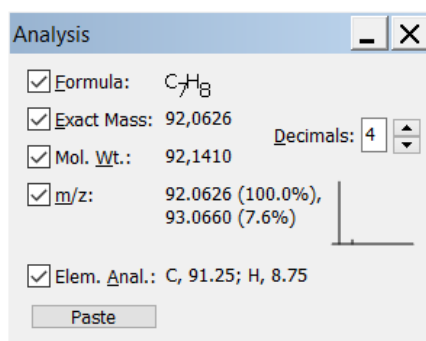 Analysis
Formula: C7H8
Exact Mass: 92,0626
Decimals: 4
Mol. Wt.: 92,1410
m/z: 92.0626 (100.0%),
93.0660 (7.6%)
Elem. Anal.: C, 91.25; H, 8.75
Paste